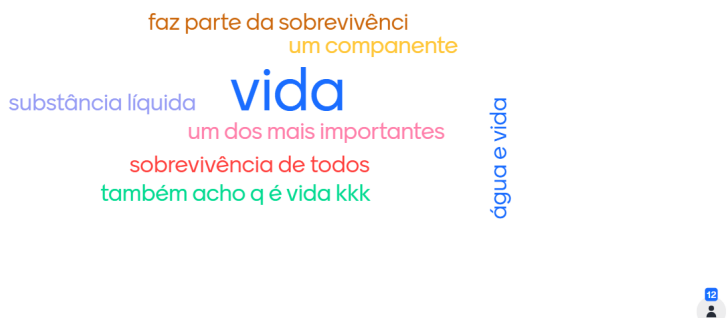 faz parte da sobrevivênci
um companente
vida
substância líquida
um dos mais importantes
sobrevivência de todos
também acho q é vida kkk
água e vida
12